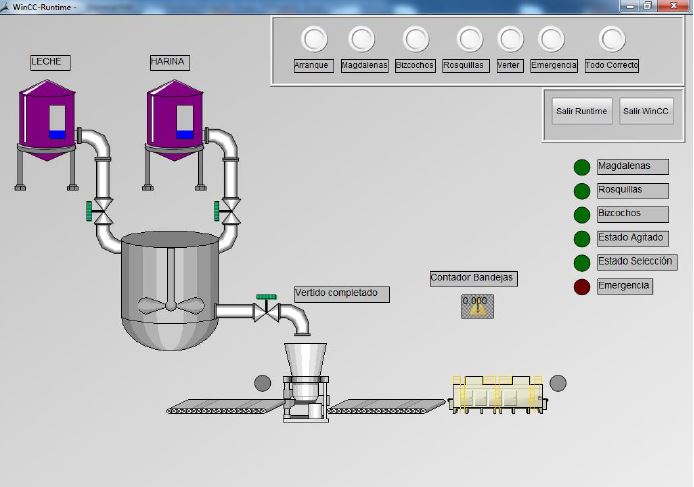 WinCC-Runtime -
LECHE
HARINA
Arranque
Magdalenas
Bizcochos
Rosquillas
Verter
Emergencia
Todo Correcto
Salir Runtime
Salir WinCC
Magdalenas
Rosquillas
Bizcochos
Estado Agitado
Estado Selección
Emergencia
Contador Bandejas
0,000
Vertido completado